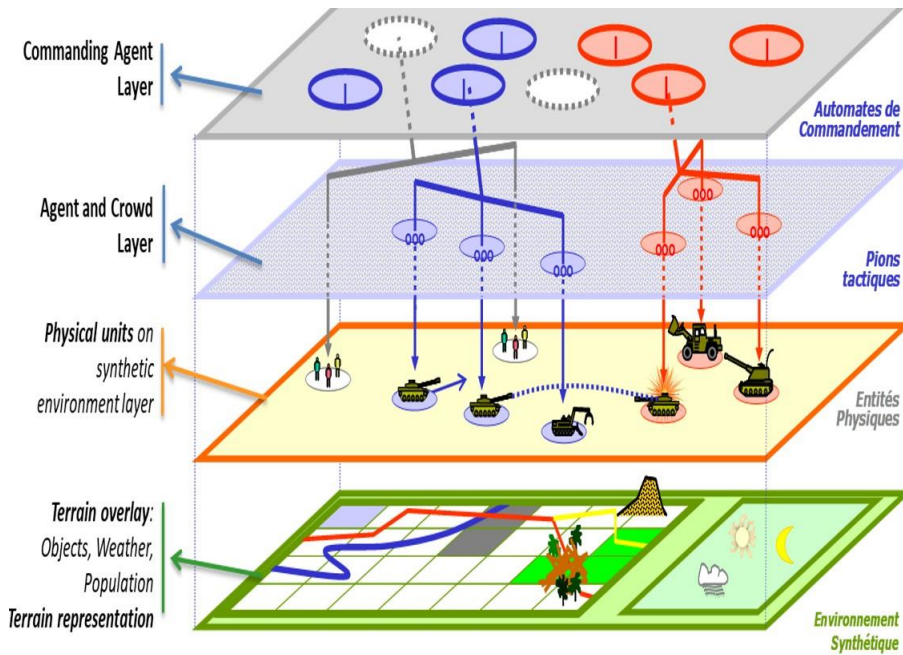 Commanding Agent
Layer
Automates de
Commandement
Agent and Crowd
Layer
Pions
tactiques
Physical units on
synthetic
environment layer
Entités
Physiques
Terrain overlay:
Objects, Weather,
Population
Terrain representation
Environnement
Synthétique